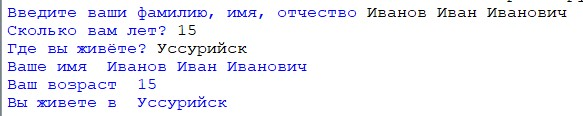 Введите ваши фамилию, имя, отчество Иванов Иван Иванович
Сколько вам лет? 15
Где вы живёте? Уссурийск
Ваше имя  Иванов Иван Иванович
Ваш возраст  15
Вы живете в  Уссурийск